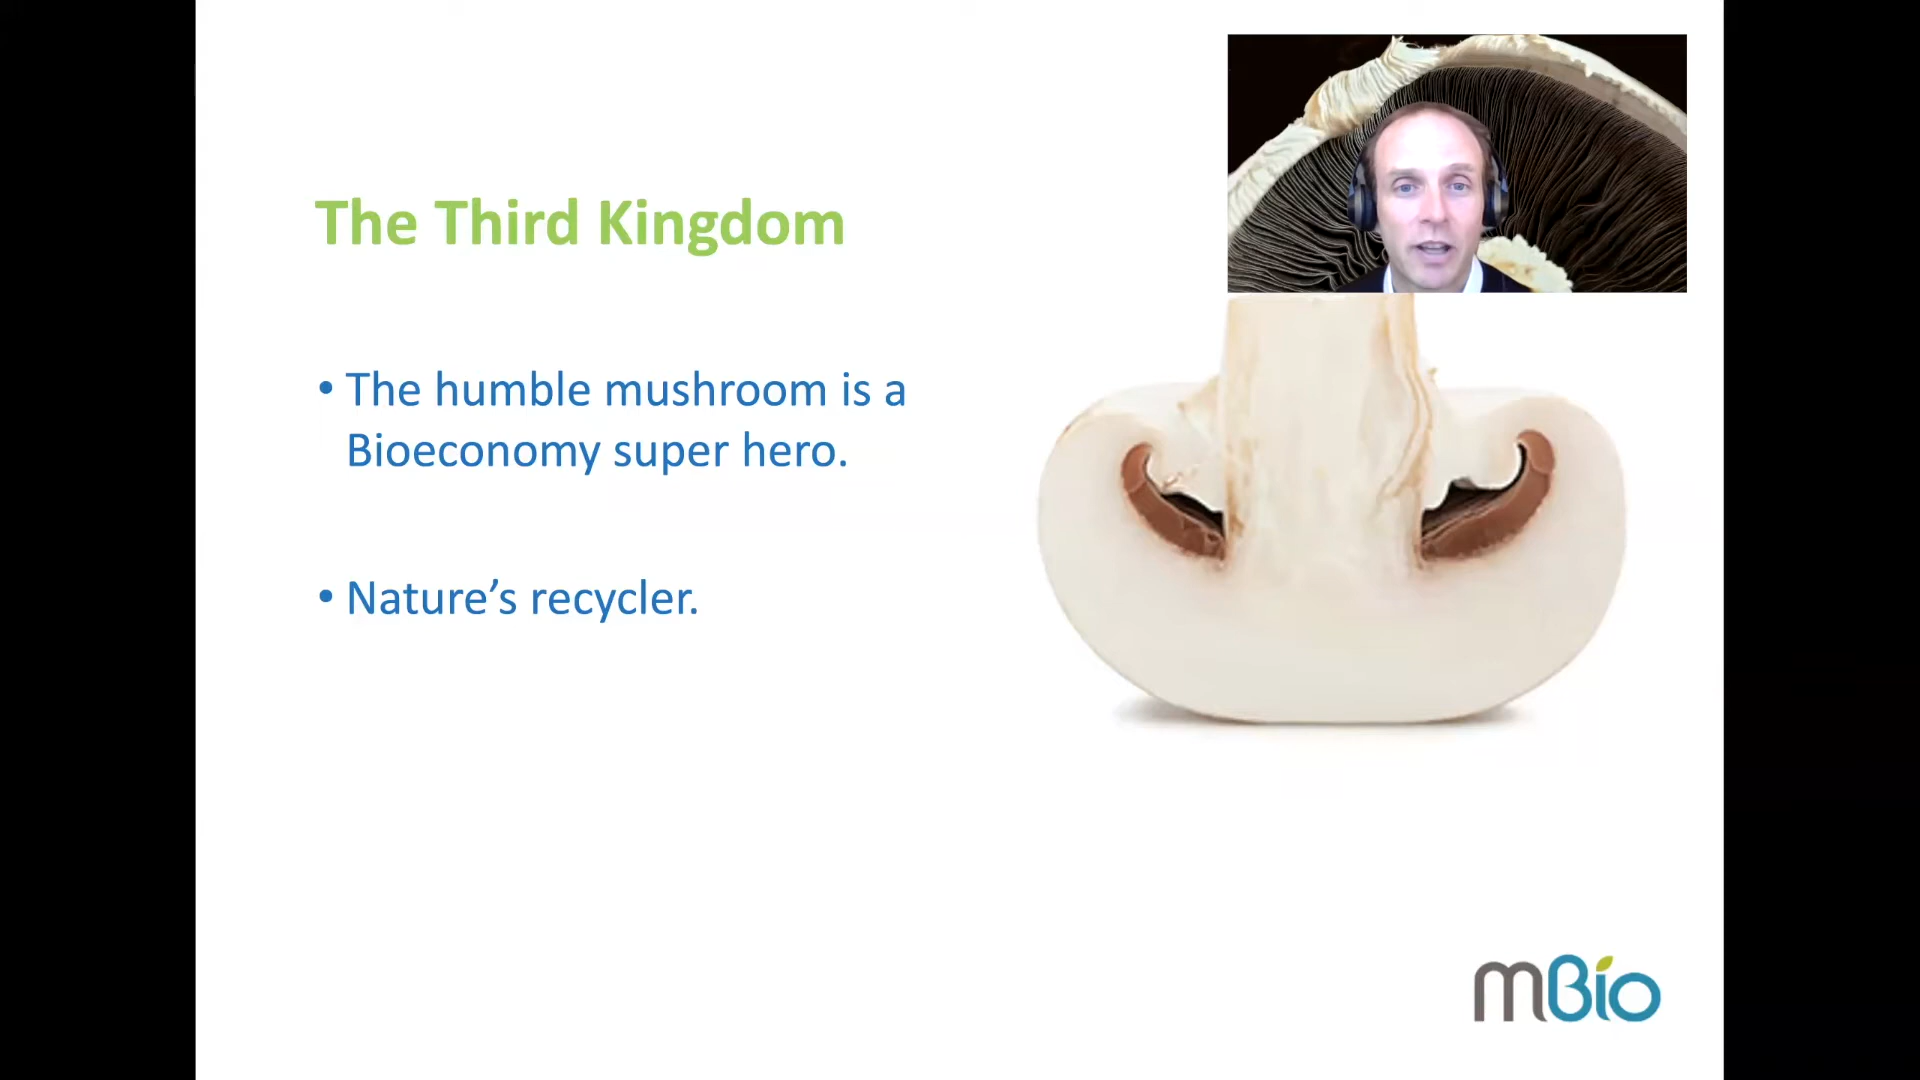 The Third Kingdom
• The humble mushroom is a
Bioeconomy super hero.
• Nature’s recycler.
mBio